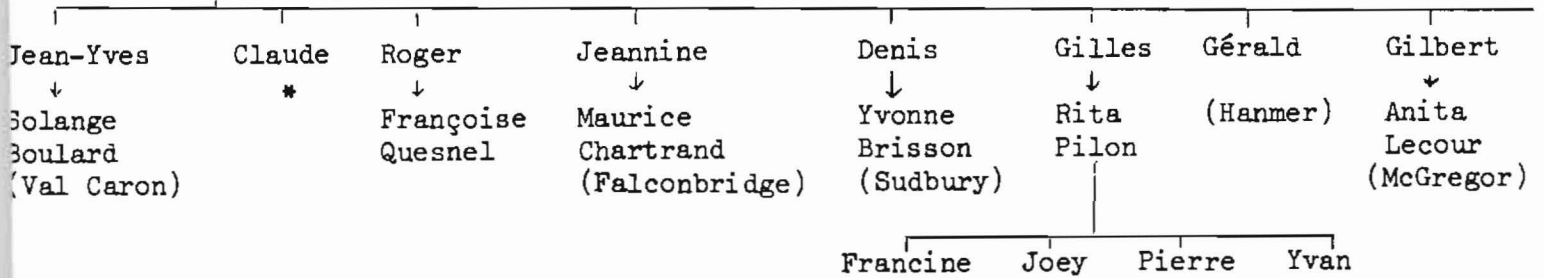 Jean-Yves Claude Roger Jeannine Denis Gilles Gérald Gilbert
* 
Solange Françoise Maurice Yvonne Rita (Hanmer) Anita
Boulard Quesnel Chartrand Brisson Pilon Lecour
(Val Caron) (Falconbridge) (Sudbury) (McGregor)
Francine Joey Pierre Yvan